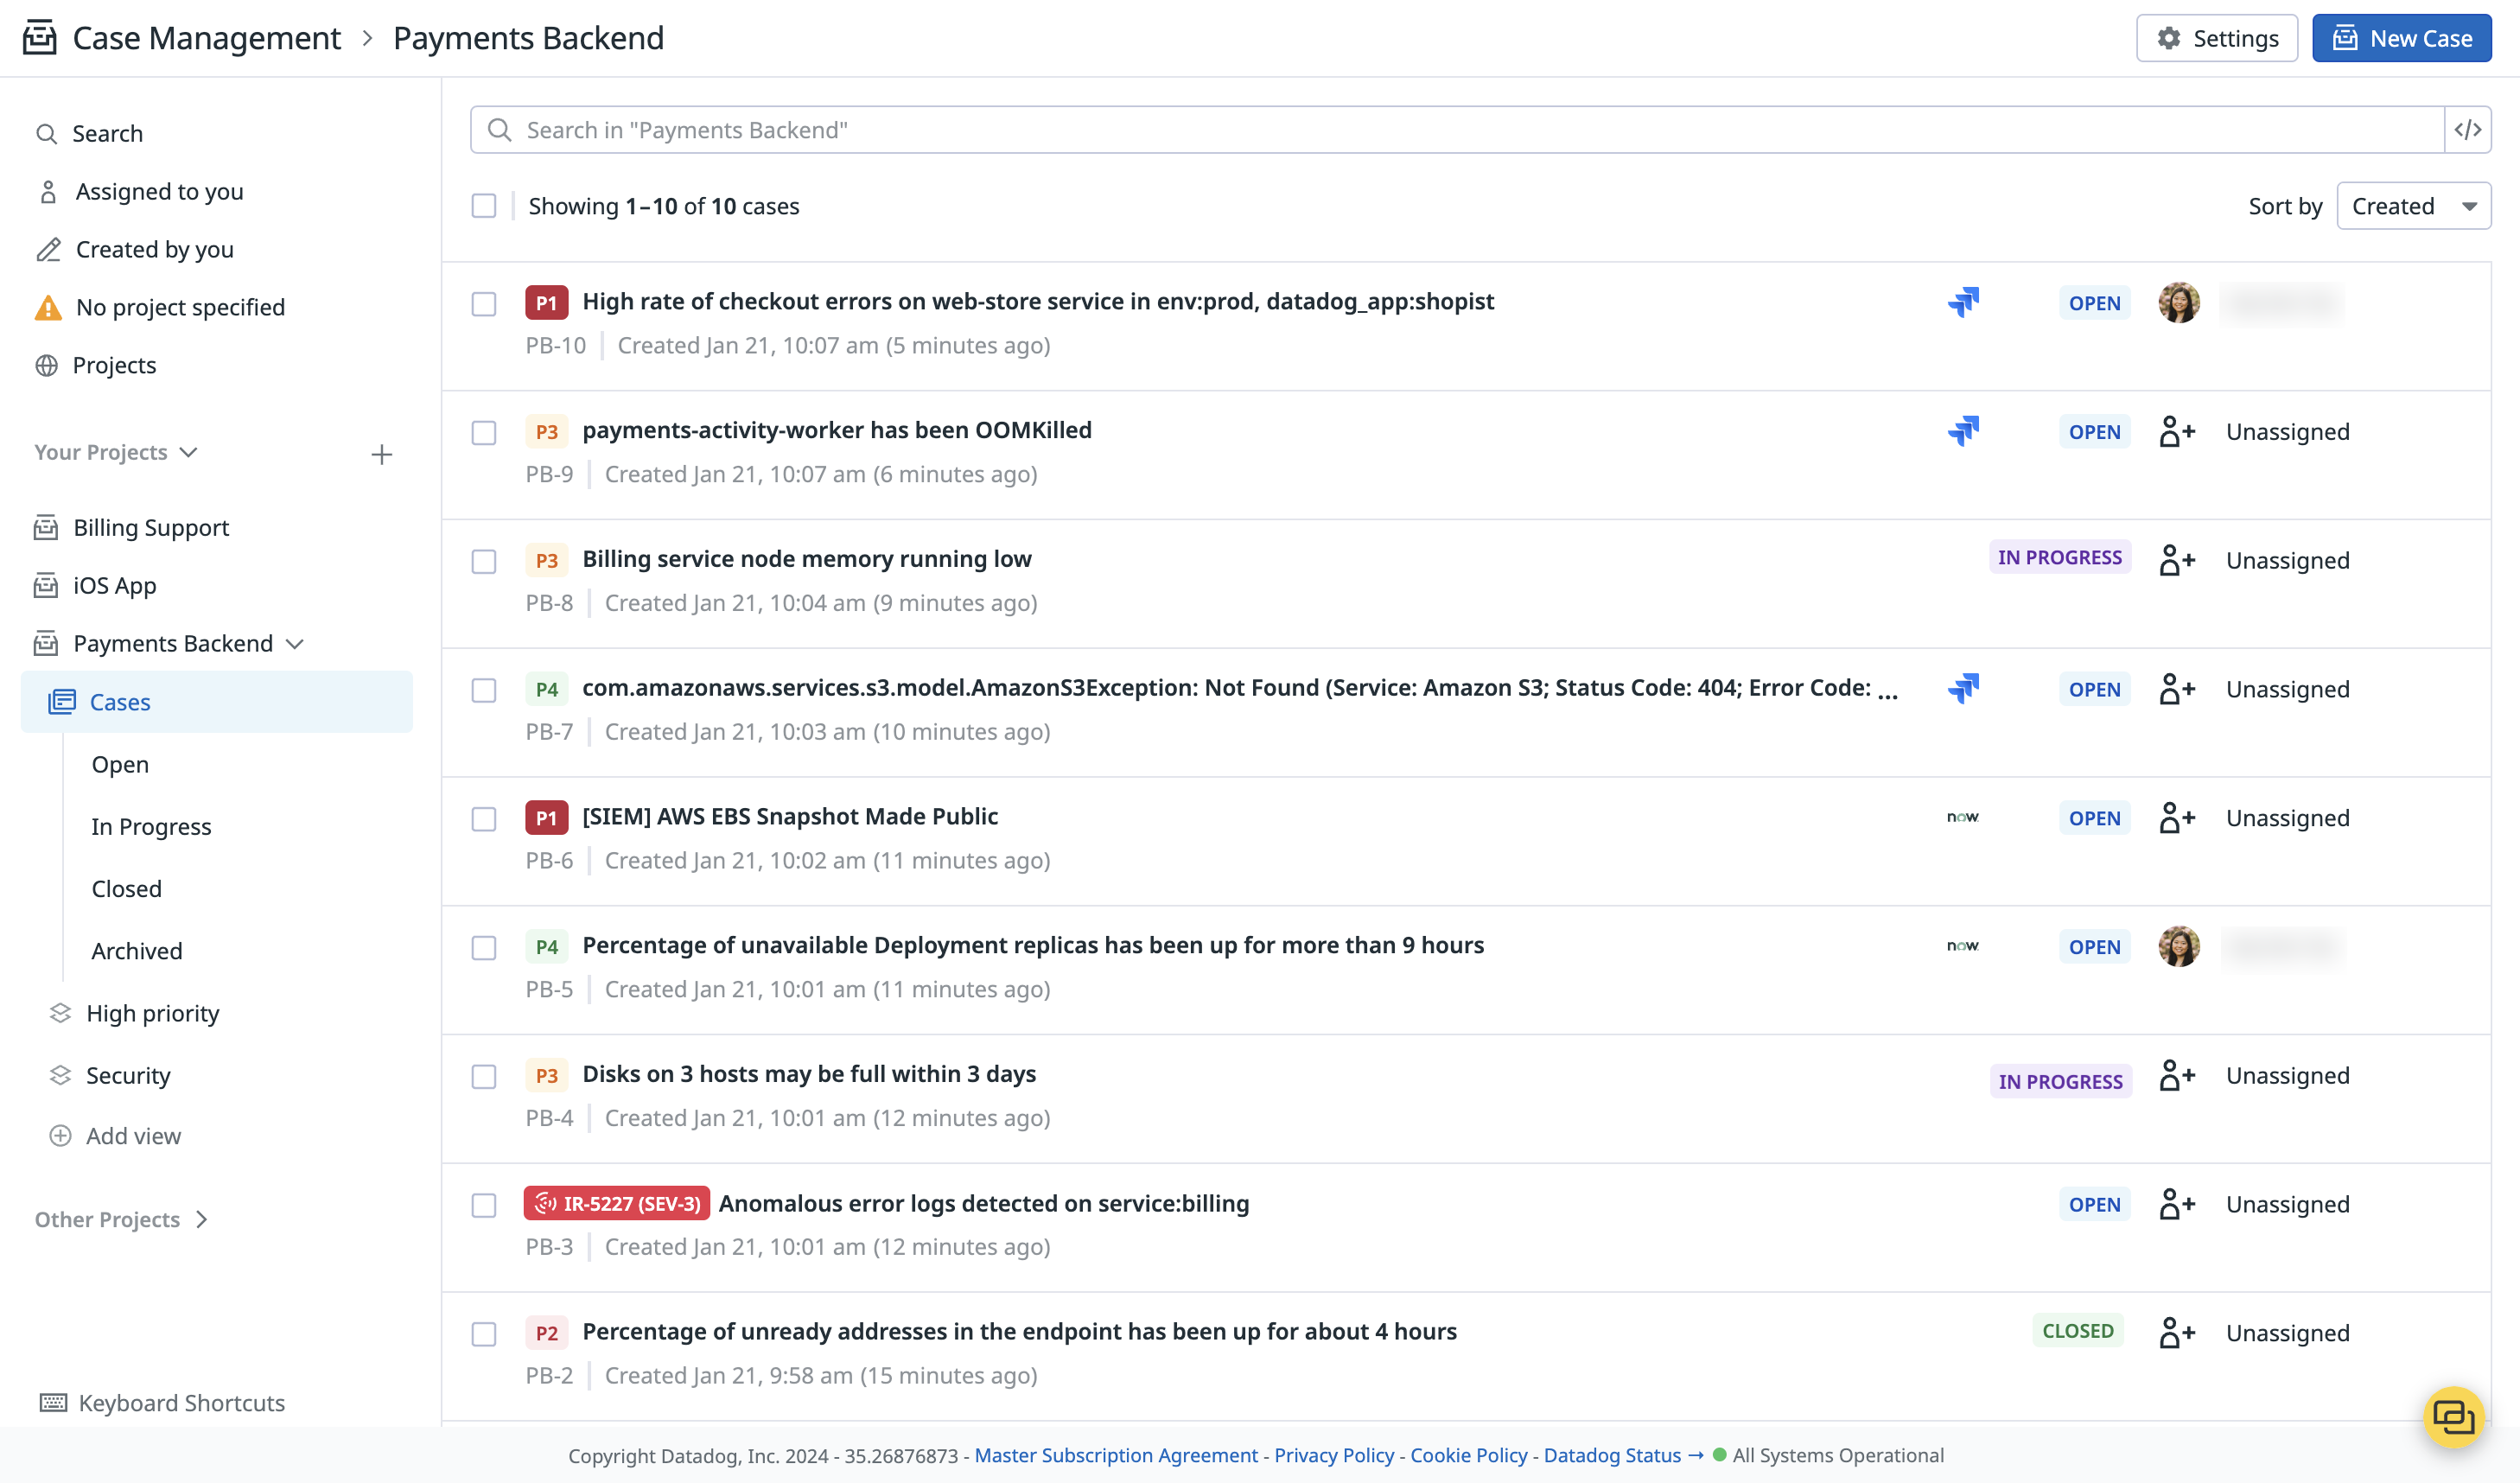 Case Management > Payments Backend
Settings
New Case
Search
Assigned to you
Created by you
No project specified
Projects
Your Projects
Billing Support
iOS App
Payments Backend
Cases
Open
In Progress
Closed
Archived
High priority
Security
Add view
Other Projects
Keyboard Shortcuts
Search in "Payments Backend"
</>
Showing 1–10 of 10 cases
Sort by Created
P1 High rate of checkout errors on web-store service in env:prod, datadog_app:shopist OPEN
PB-10 Created Jan 21, 10:07 am (5 minutes ago)
P3 payments-activity-worker has been OOMKilled OPEN Unassigned
PB-9 Created Jan 21, 10:07 am (6 minutes ago)
P3 Billing service node memory running low IN PROGRESS Unassigned
PB-8 Created Jan 21, 10:04 am (9 minutes ago)
P4 com.amazonaws.services.s3.model.AmazonS3Exception: Not Found (Service: Amazon S3; Status Code: 404; Error Code: ... OPEN Unassigned
PB-7 Created Jan 21, 10:03 am (10 minutes ago)
P1 [SIEM] AWS EBS Snapshot Made Public now OPEN Unassigned
PB-6 Created Jan 21, 10:02 am (11 minutes ago)
P4 Percentage of unavailable Deployment replicas has been up for more than 9 hours now OPEN
PB-5 Created Jan 21, 10:01 am (11 minutes ago)
P3 Disks on 3 hosts may be full within 3 days IN PROGRESS Unassigned
PB-4 Created Jan 21, 10:01 am (12 minutes ago)
IR-5227 (SEV-3) Anomalous error logs detected on service:billing OPEN Unassigned
PB-3 Created Jan 21, 10:01 am (12 minutes ago)
P2 Percentage of unready addresses in the endpoint has been up for about 4 hours CLOSED Unassigned
PB-2 Created Jan 21, 9:58 am (15 minutes ago)
Copyright Datadog, Inc. 2024 - 35.26876873 - Master Subscription Agreement - Privacy Policy - Cookie Policy - Datadog Status → All Systems Operational